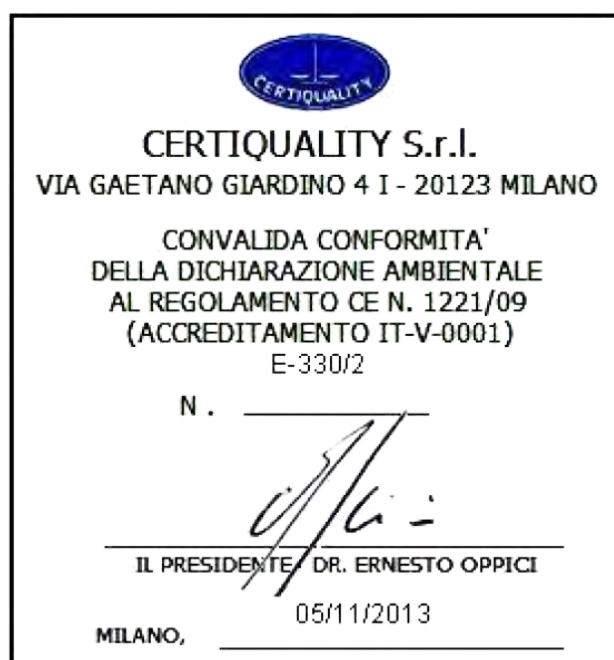 CERTIQUALITY
CERTIQUALITY S.r.l.
VIA GAETANO GIARDINO 4 I - 20123 MILANO
CONVALIDA CONFORMITA'
DELLA DICHIARAZIONE AMBIENTALE
AL REGOLAMENTO CE N. 1221/09
(ACCREDITAMENTO IT-V-0001)
E-330/2
N .
IL PRESIDENTE DR. ERNESTO OPPICI
05/11/2013
MILANO,